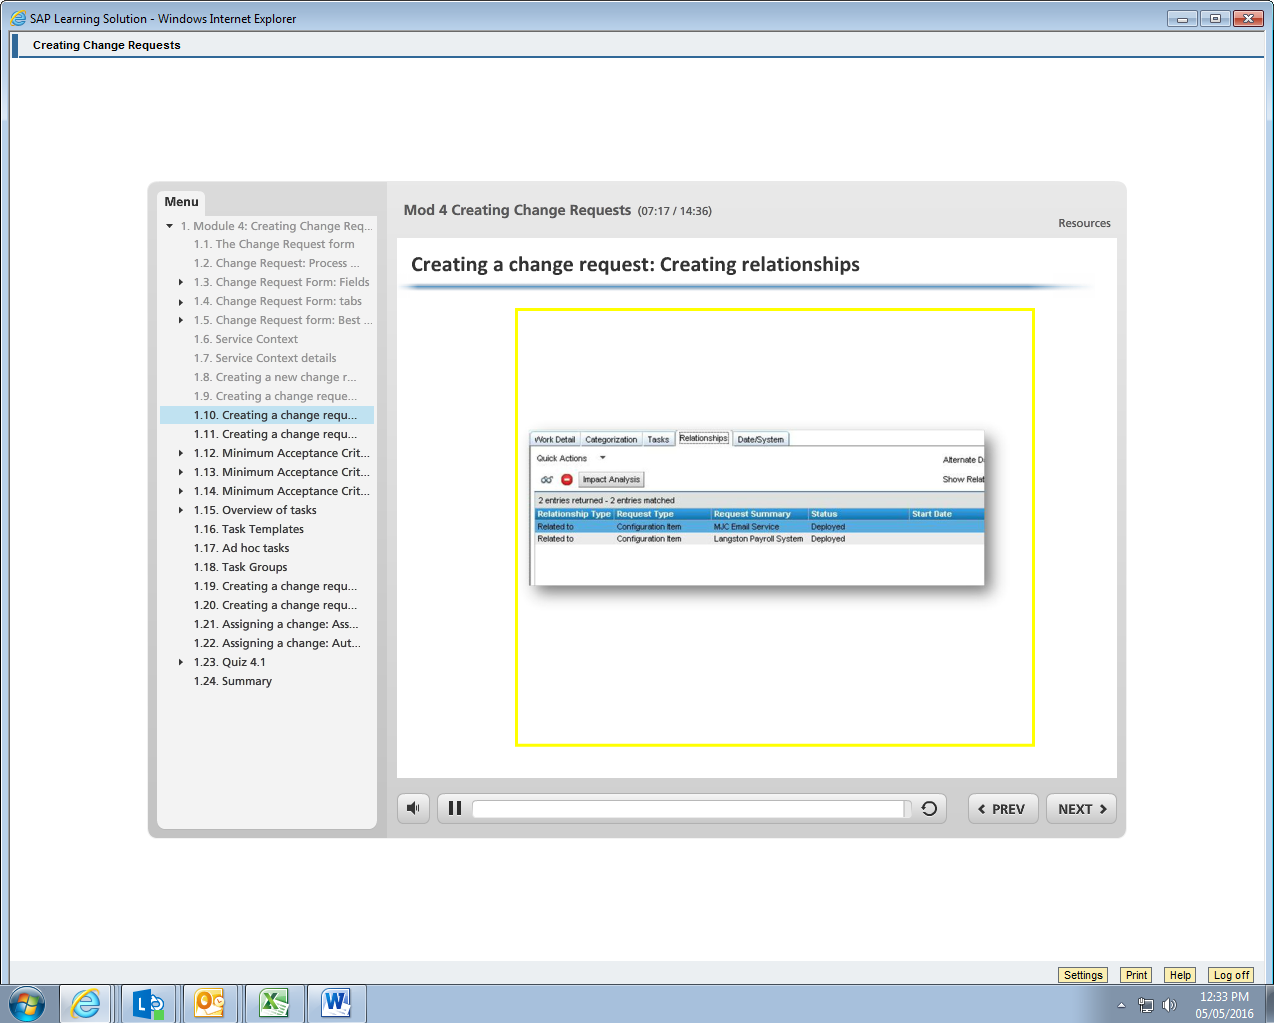 SAP Learning Solution - Windows Internet Explorer
Creating Change Requests
Menu
1. Module 4: Creating Change Req...
1.1. The Change Request form
1.2. Change Request: Process ...
1.3. Change Request Form: Fields
1.4. Change Request Form: tabs
1.5. Change Request form: Best ...
1.6. Service Context
1.7. Service Context details
1.8. Creating a new change r...
1.9. Creating a change reque...
1.10. Creating a change requ...
1.11. Creating a change requ...
1.12. Minimum Acceptance Crit...
1.13. Minimum Acceptance Crit...
1.14. Minimum Acceptance Crit...
1.15. Overview of tasks
1.16. Task Templates
1.17. Ad hoc tasks
1.18. Task Groups
1.19. Creating a change requ...
1.20. Creating a change requ...
1.21. Assigning a change: Ass...
1.22. Assigning a change: Aut...
1.23. Quiz 4.1
1.24. Summary
Mod 4 Creating Change Requests (07:17 / 14:36)
Resources
Creating a change request: Creating relationships
Work Detail Categorization Tasks Relationships Date/System
Quick Actions Alternate D
Impact Analysis Show Relat
2 entries returned - 2 entries matched
Relationship Type Request Type Request Summary Status Start Date
Related to Configuration Item MJC Email Service Deployed
Related to Configuration Item Langston Payroll System Deployed
PREV NEXT
Settings Print Help Log off
12:33 PM
05/05/2016